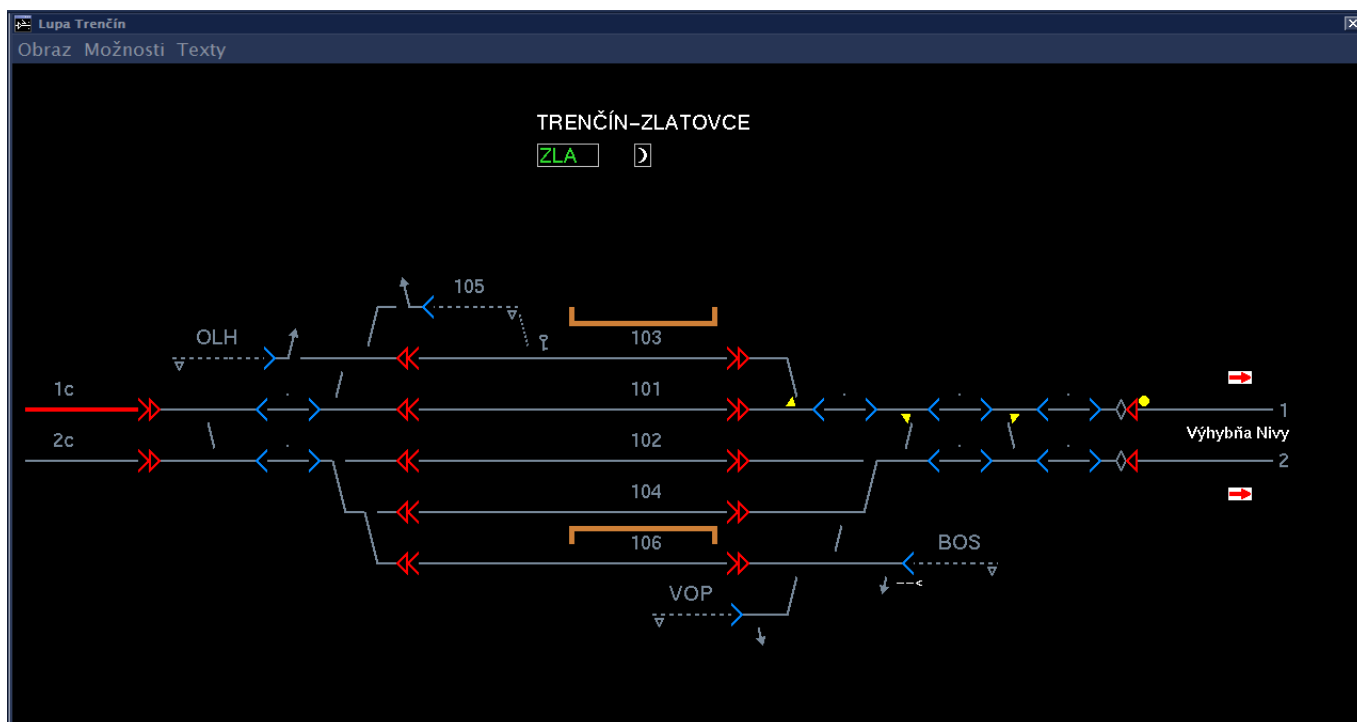 Lupa Trenčín
Obraz Možnosti Texty
TRENČÍN-ZLATOVCE
ZLA
105
OLH
103
1c
101
1
Výhybňa Nivy
2c
102
2
104
106
BOS
VOP